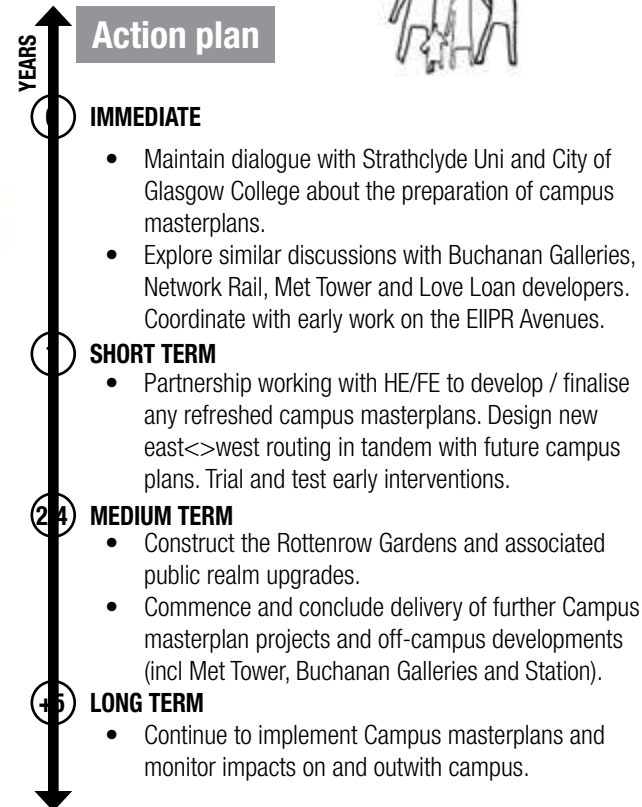 Action plan
YEARS
IMMEDIATE
• Maintain dialogue with Strathclyde Uni and City of
Glasgow College about the preparation of campus
masterplans.
• Explore similar discussions with Buchanan Galleries,
Network Rail, Met Tower and Love Loan developers.
Coordinate with early work on the EIIPR Avenues.
SHORT TERM
• Partnership working with HE/FE to develop / finalise
any refreshed campus masterplans. Design new
east<>west routing in tandem with future campus
plans. Trial and test early interventions.
2 4 MEDIUM TERM
• Construct the Rottenrow Gardens and associated
public realm upgrades.
• Commence and conclude delivery of further Campus
masterplan projects and off-campus developments
(incl Met Tower, Buchanan Galleries and Station).
+5 LONG TERM
• Continue to implement Campus masterplans and
monitor impacts on and outwith campus.